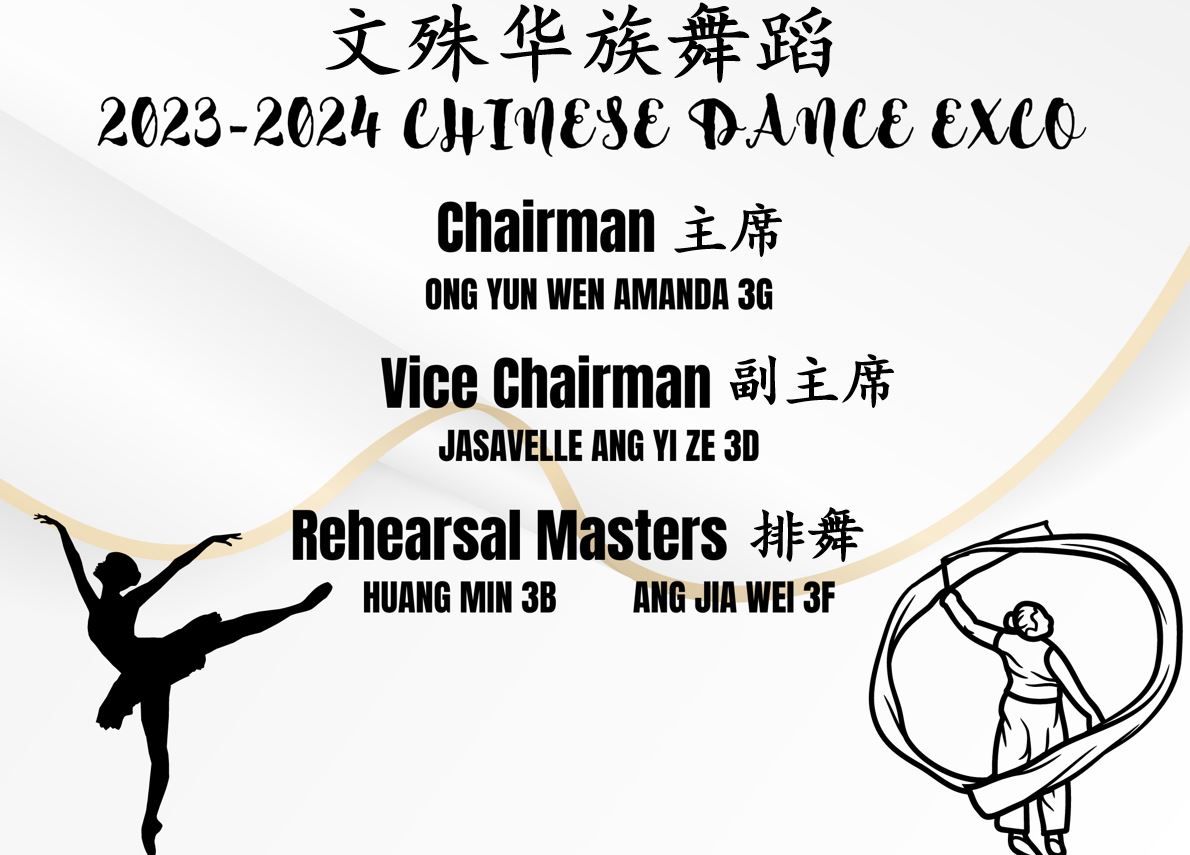 文殊华族舞蹈
2023-2024 CHINESE DANCE EXCO
Chairman 主席
ONG YUN WEN AMANDA 3G
Vice Chairman 副主席
JASAVELLE ANG YI ZE 3D
Rehearsal Masters 排舞
HUANG MIN 3B ANG JIA WEI 3F